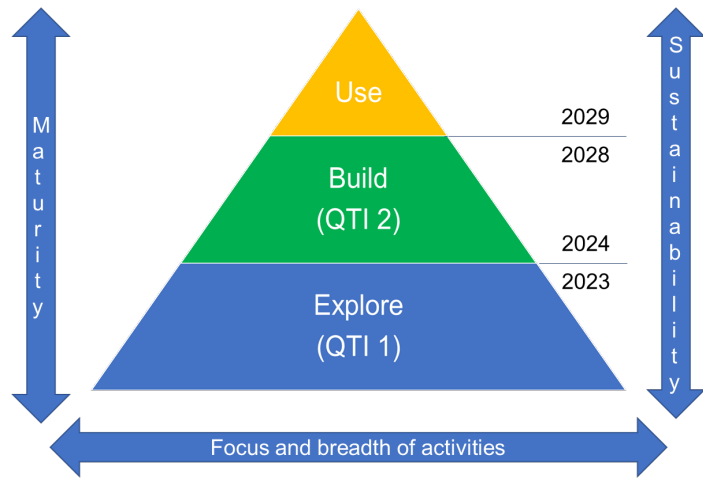 Use
2029
2028
Build
(QTI 2)
2024
2023
Explore
(QTI 1)
Maturity
Sustainability
Focus and breadth of activities